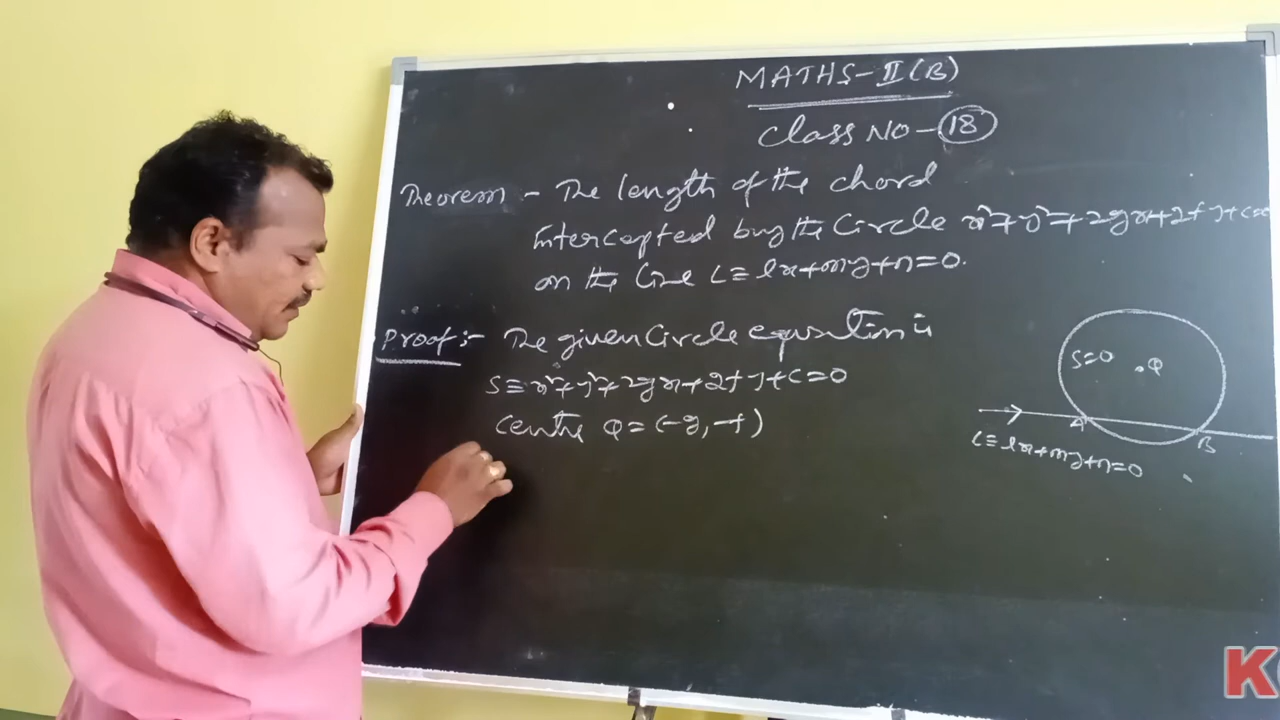 MATHS-II(B)
Class NO-18
Theorem:- The length of the chord
Intercepted buy the Circle x²+y²+2gx+2fy+c=0
on the line L≡lx+my+n=0.
Proof:- The given Circle equation is
S≡x²+y²+2gx+2fy+c=0
Centre Q=(-g,-f)
S=0 .Q
A B
L≡lx+my+n=0
K